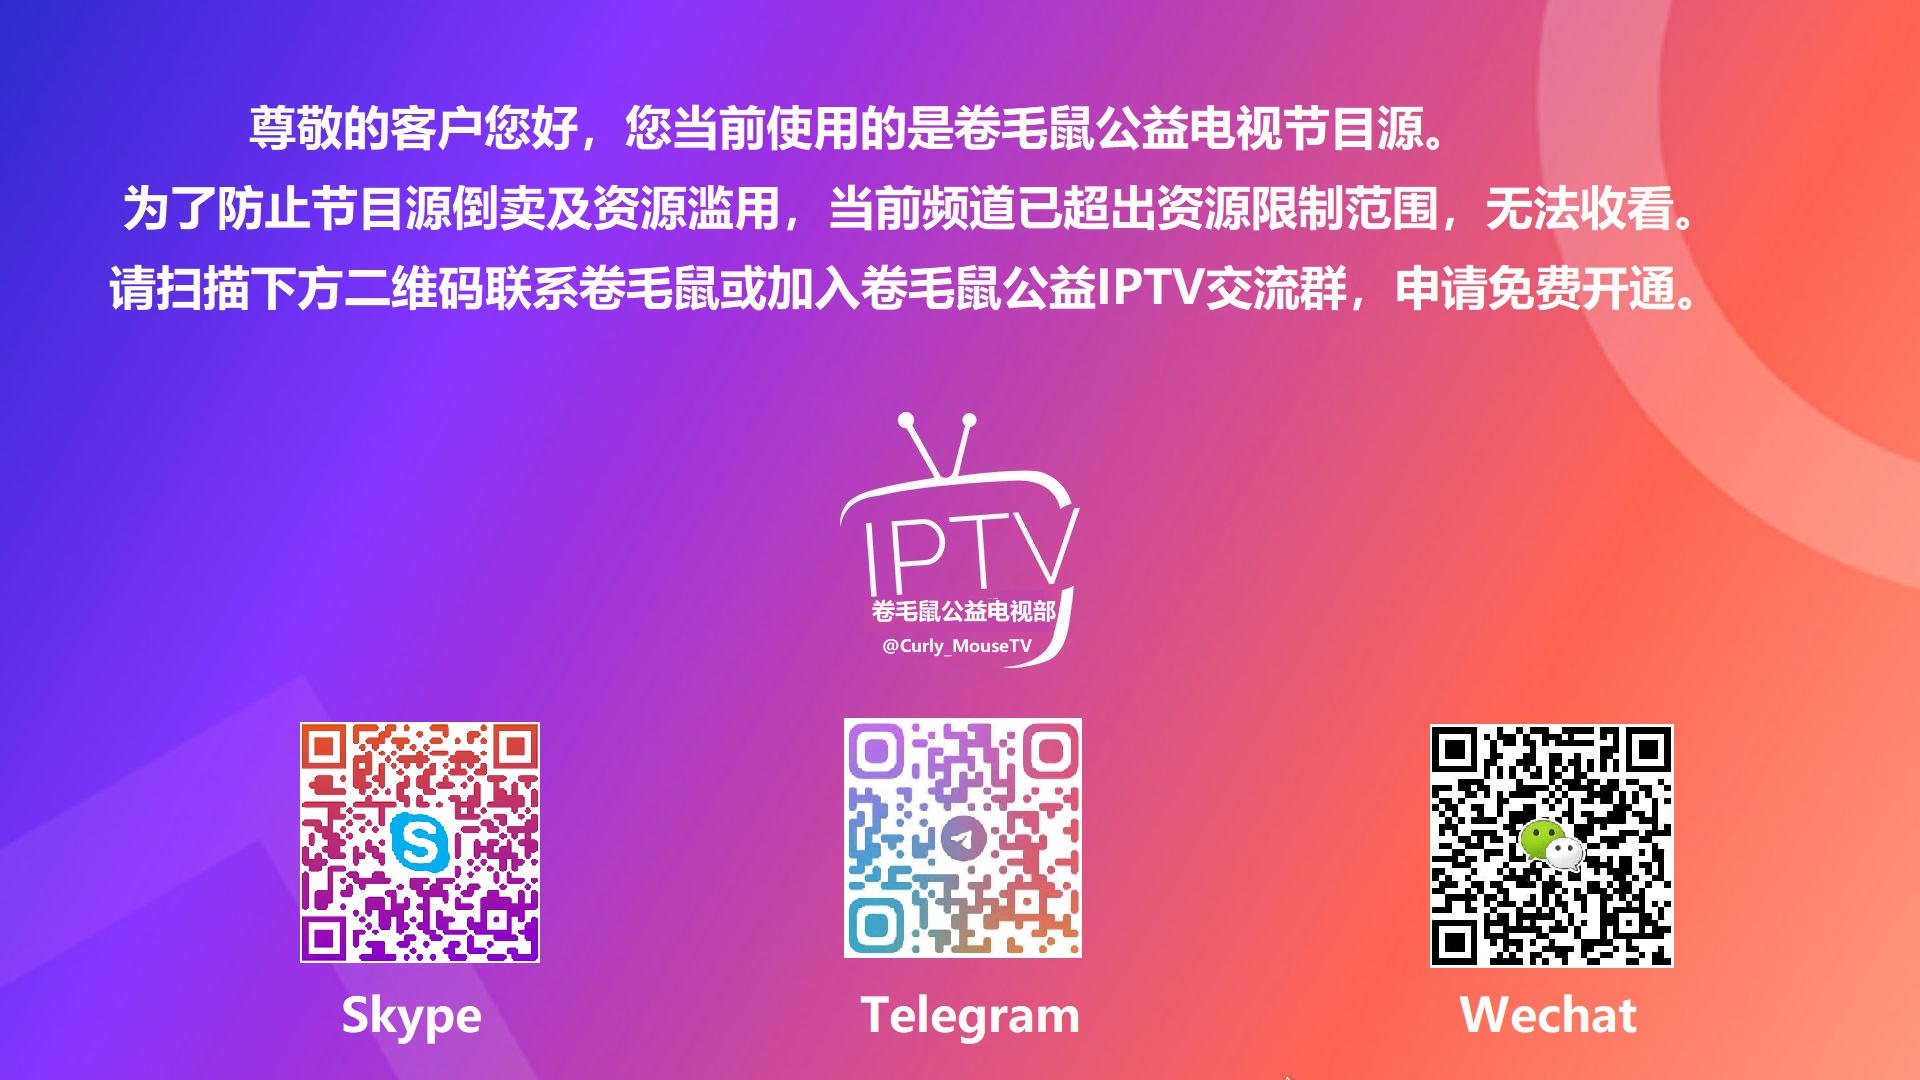 尊敬的客户您好，您当前使用的是卷毛鼠公益电视节目源。
为了防止节目源倒卖及资源滥用，当前频道已超出资源限制范围，无法收看。
请扫描下方二维码联系卷毛鼠或加入卷毛鼠公益IPTV交流群，申请免费开通。
IPTV
卷毛鼠公益电视部
@Curly_MouseTV
Skype
Telegram
Wechat